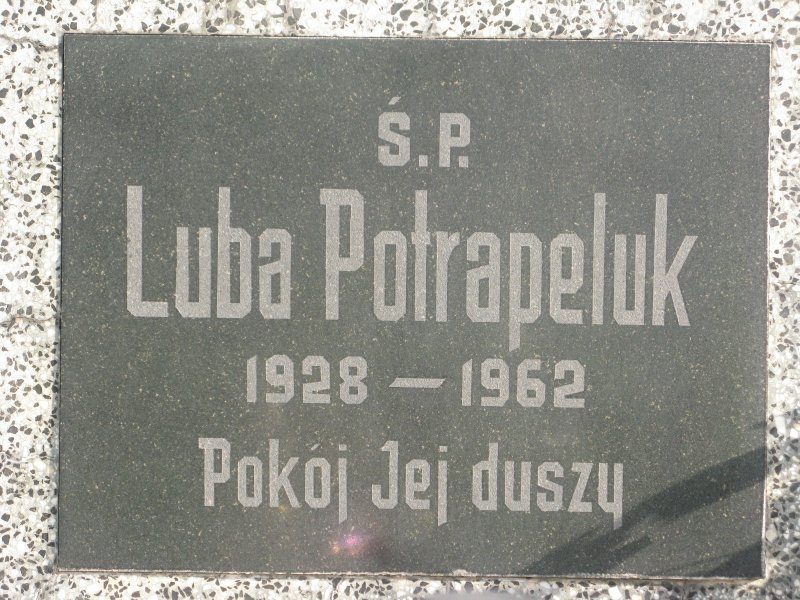 Ś.P.
Luba Potrapeluk
1928 — 1962
Pokój Jej duszy